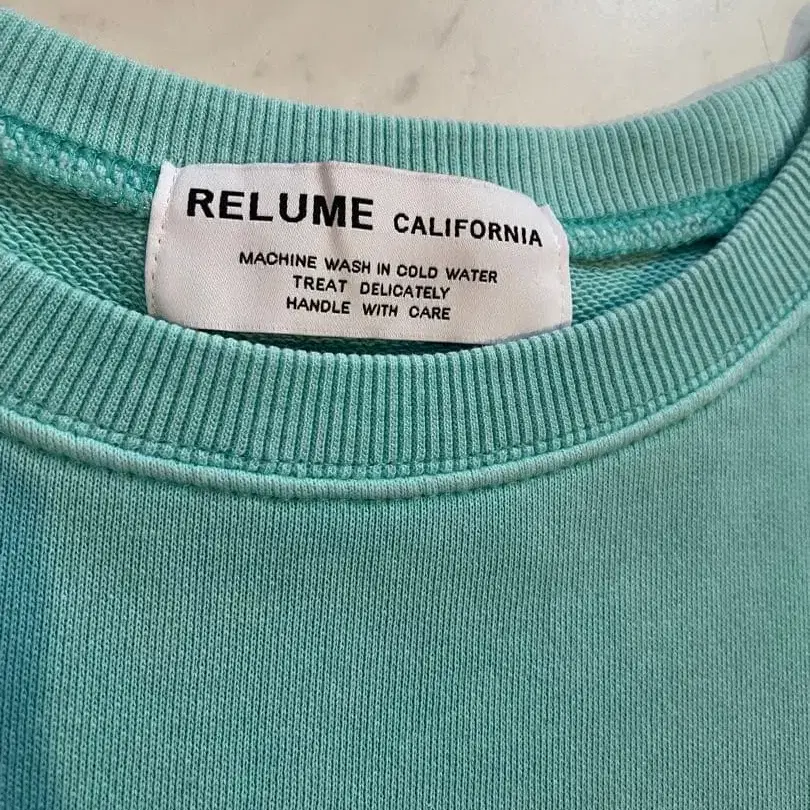 RELUME CALIFORNIA
MACHINE WASH IN COLD WATER
TREAT DELICATELY
HANDLE WITH CARE